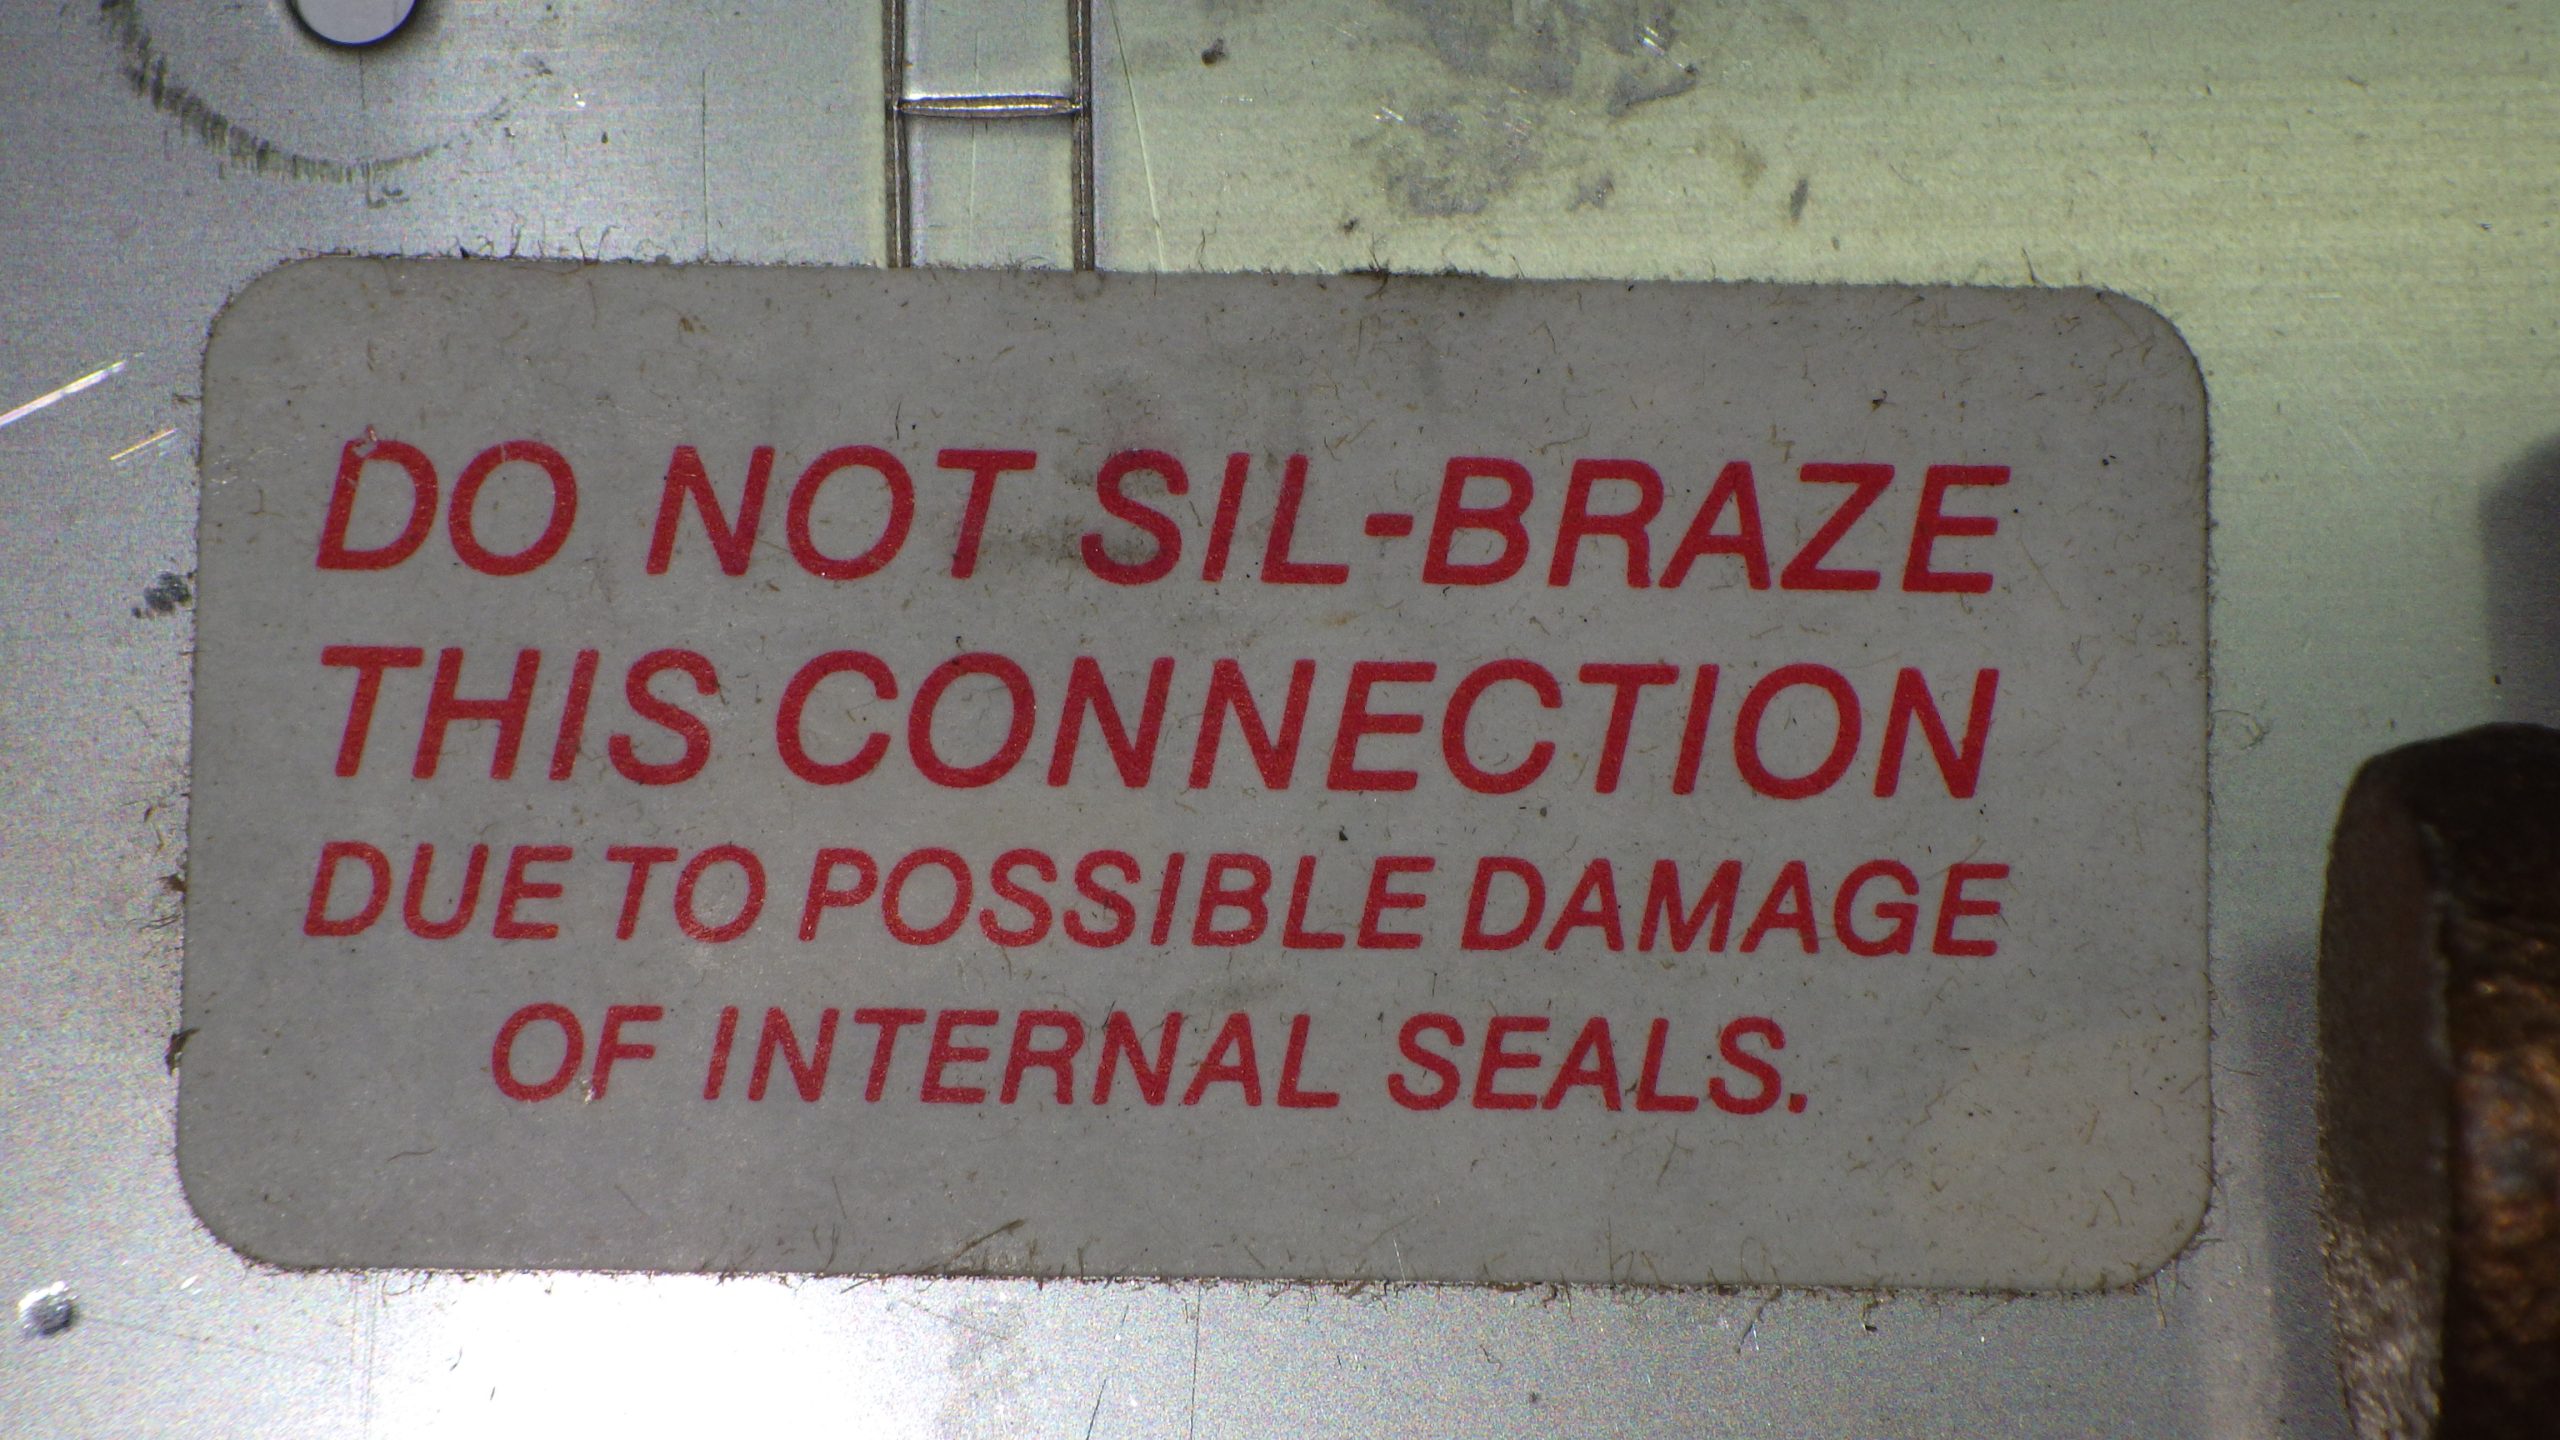 DO NOT SIL-BRAZE
THIS CONNECTION
DUE TO POSSIBLE DAMAGE
OF INTERNAL SEALS.